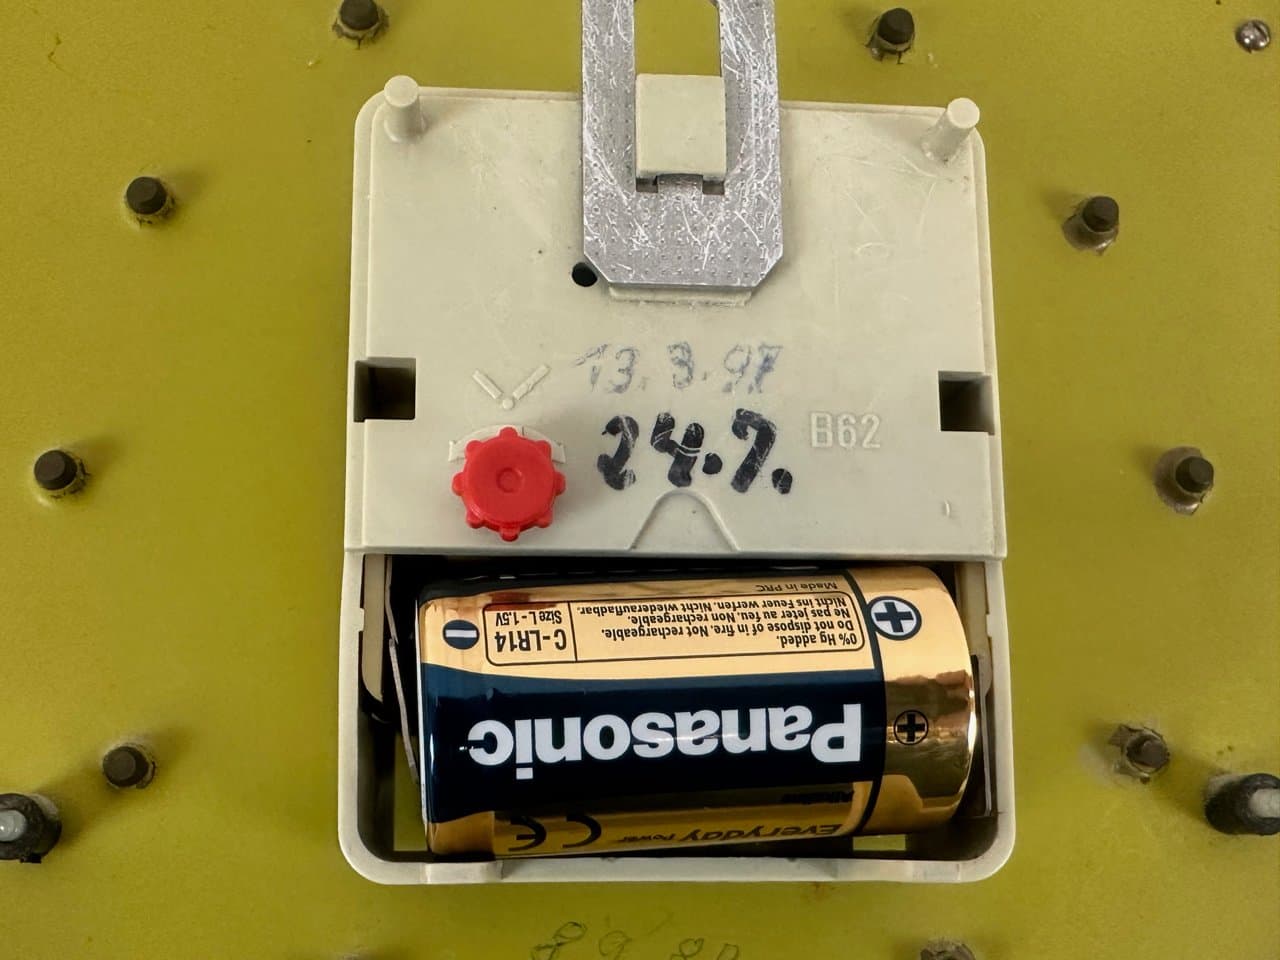 13.3.97
24.7.
B62
Made in PRC
0% Hg added.
Do not dispose of in fire. Not rechargeable.
Ne pas jeter au feu. Non rechargeable.
Nicht ins Feuer werfen. Nicht wiederaufladbar.
C-LR14
Size L - 1.5V
Panasonic
Everyday Power
CE